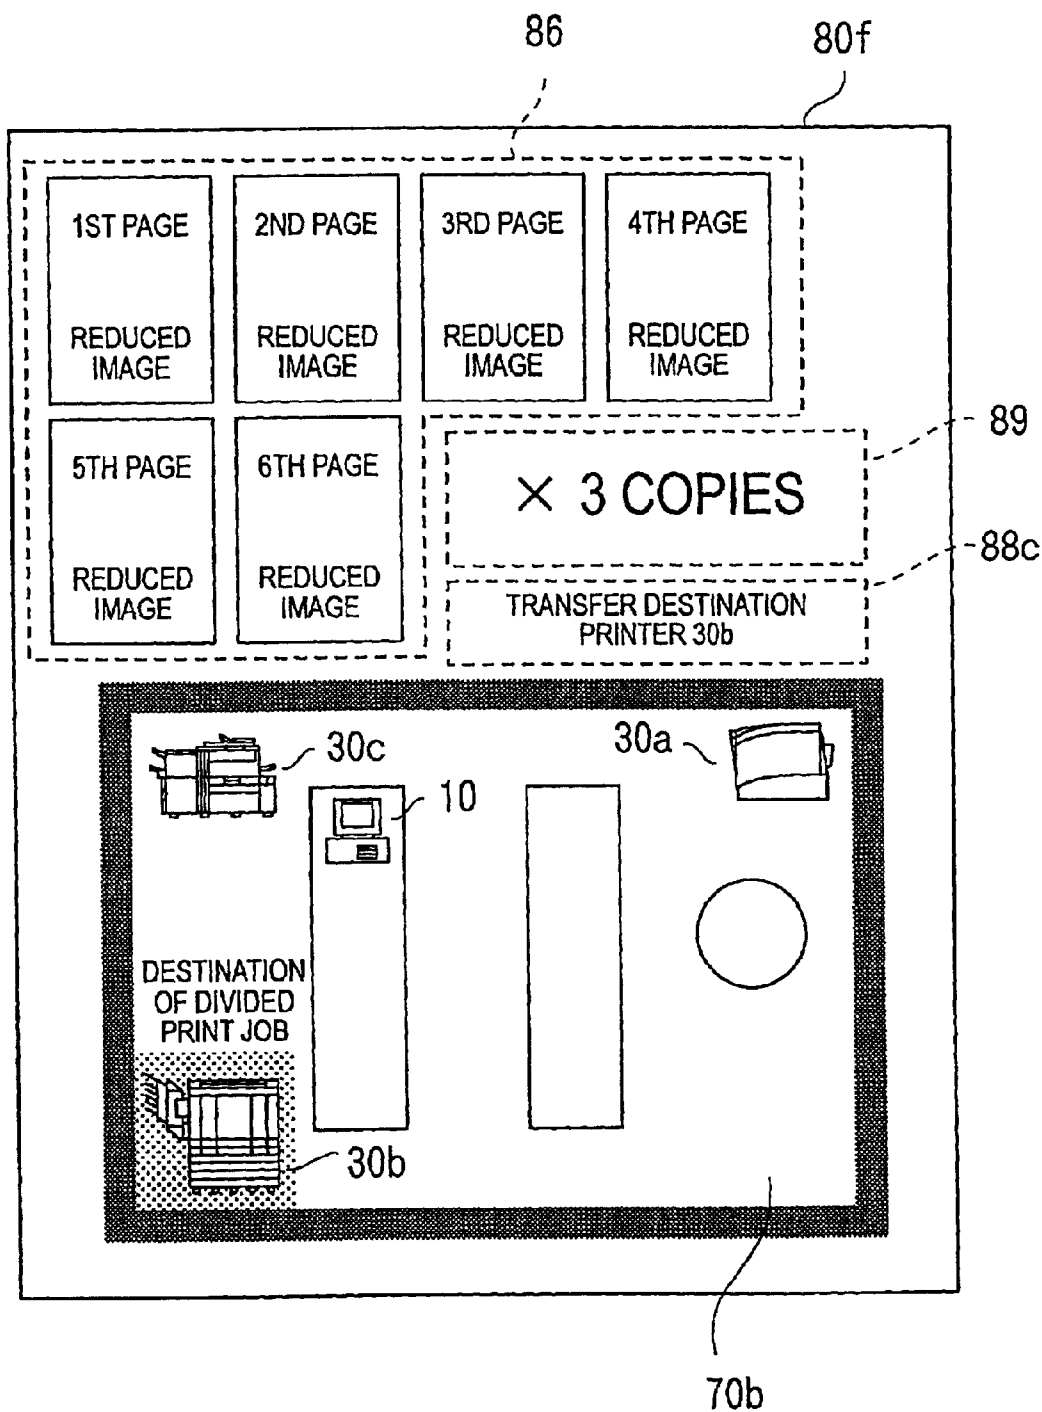 86
80f
1ST PAGE
REDUCED
IMAGE
2ND PAGE
REDUCED
IMAGE
3RD PAGE
REDUCED
IMAGE
4TH PAGE
REDUCED
IMAGE
5TH PAGE
REDUCED
IMAGE
6TH PAGE
REDUCED
IMAGE
89
× 3 COPIES
88c
TRANSFER DESTINATION
PRINTER 30b
30c
30a
10
DESTINATION
OF DIVIDED
PRINT JOB
30b
70b